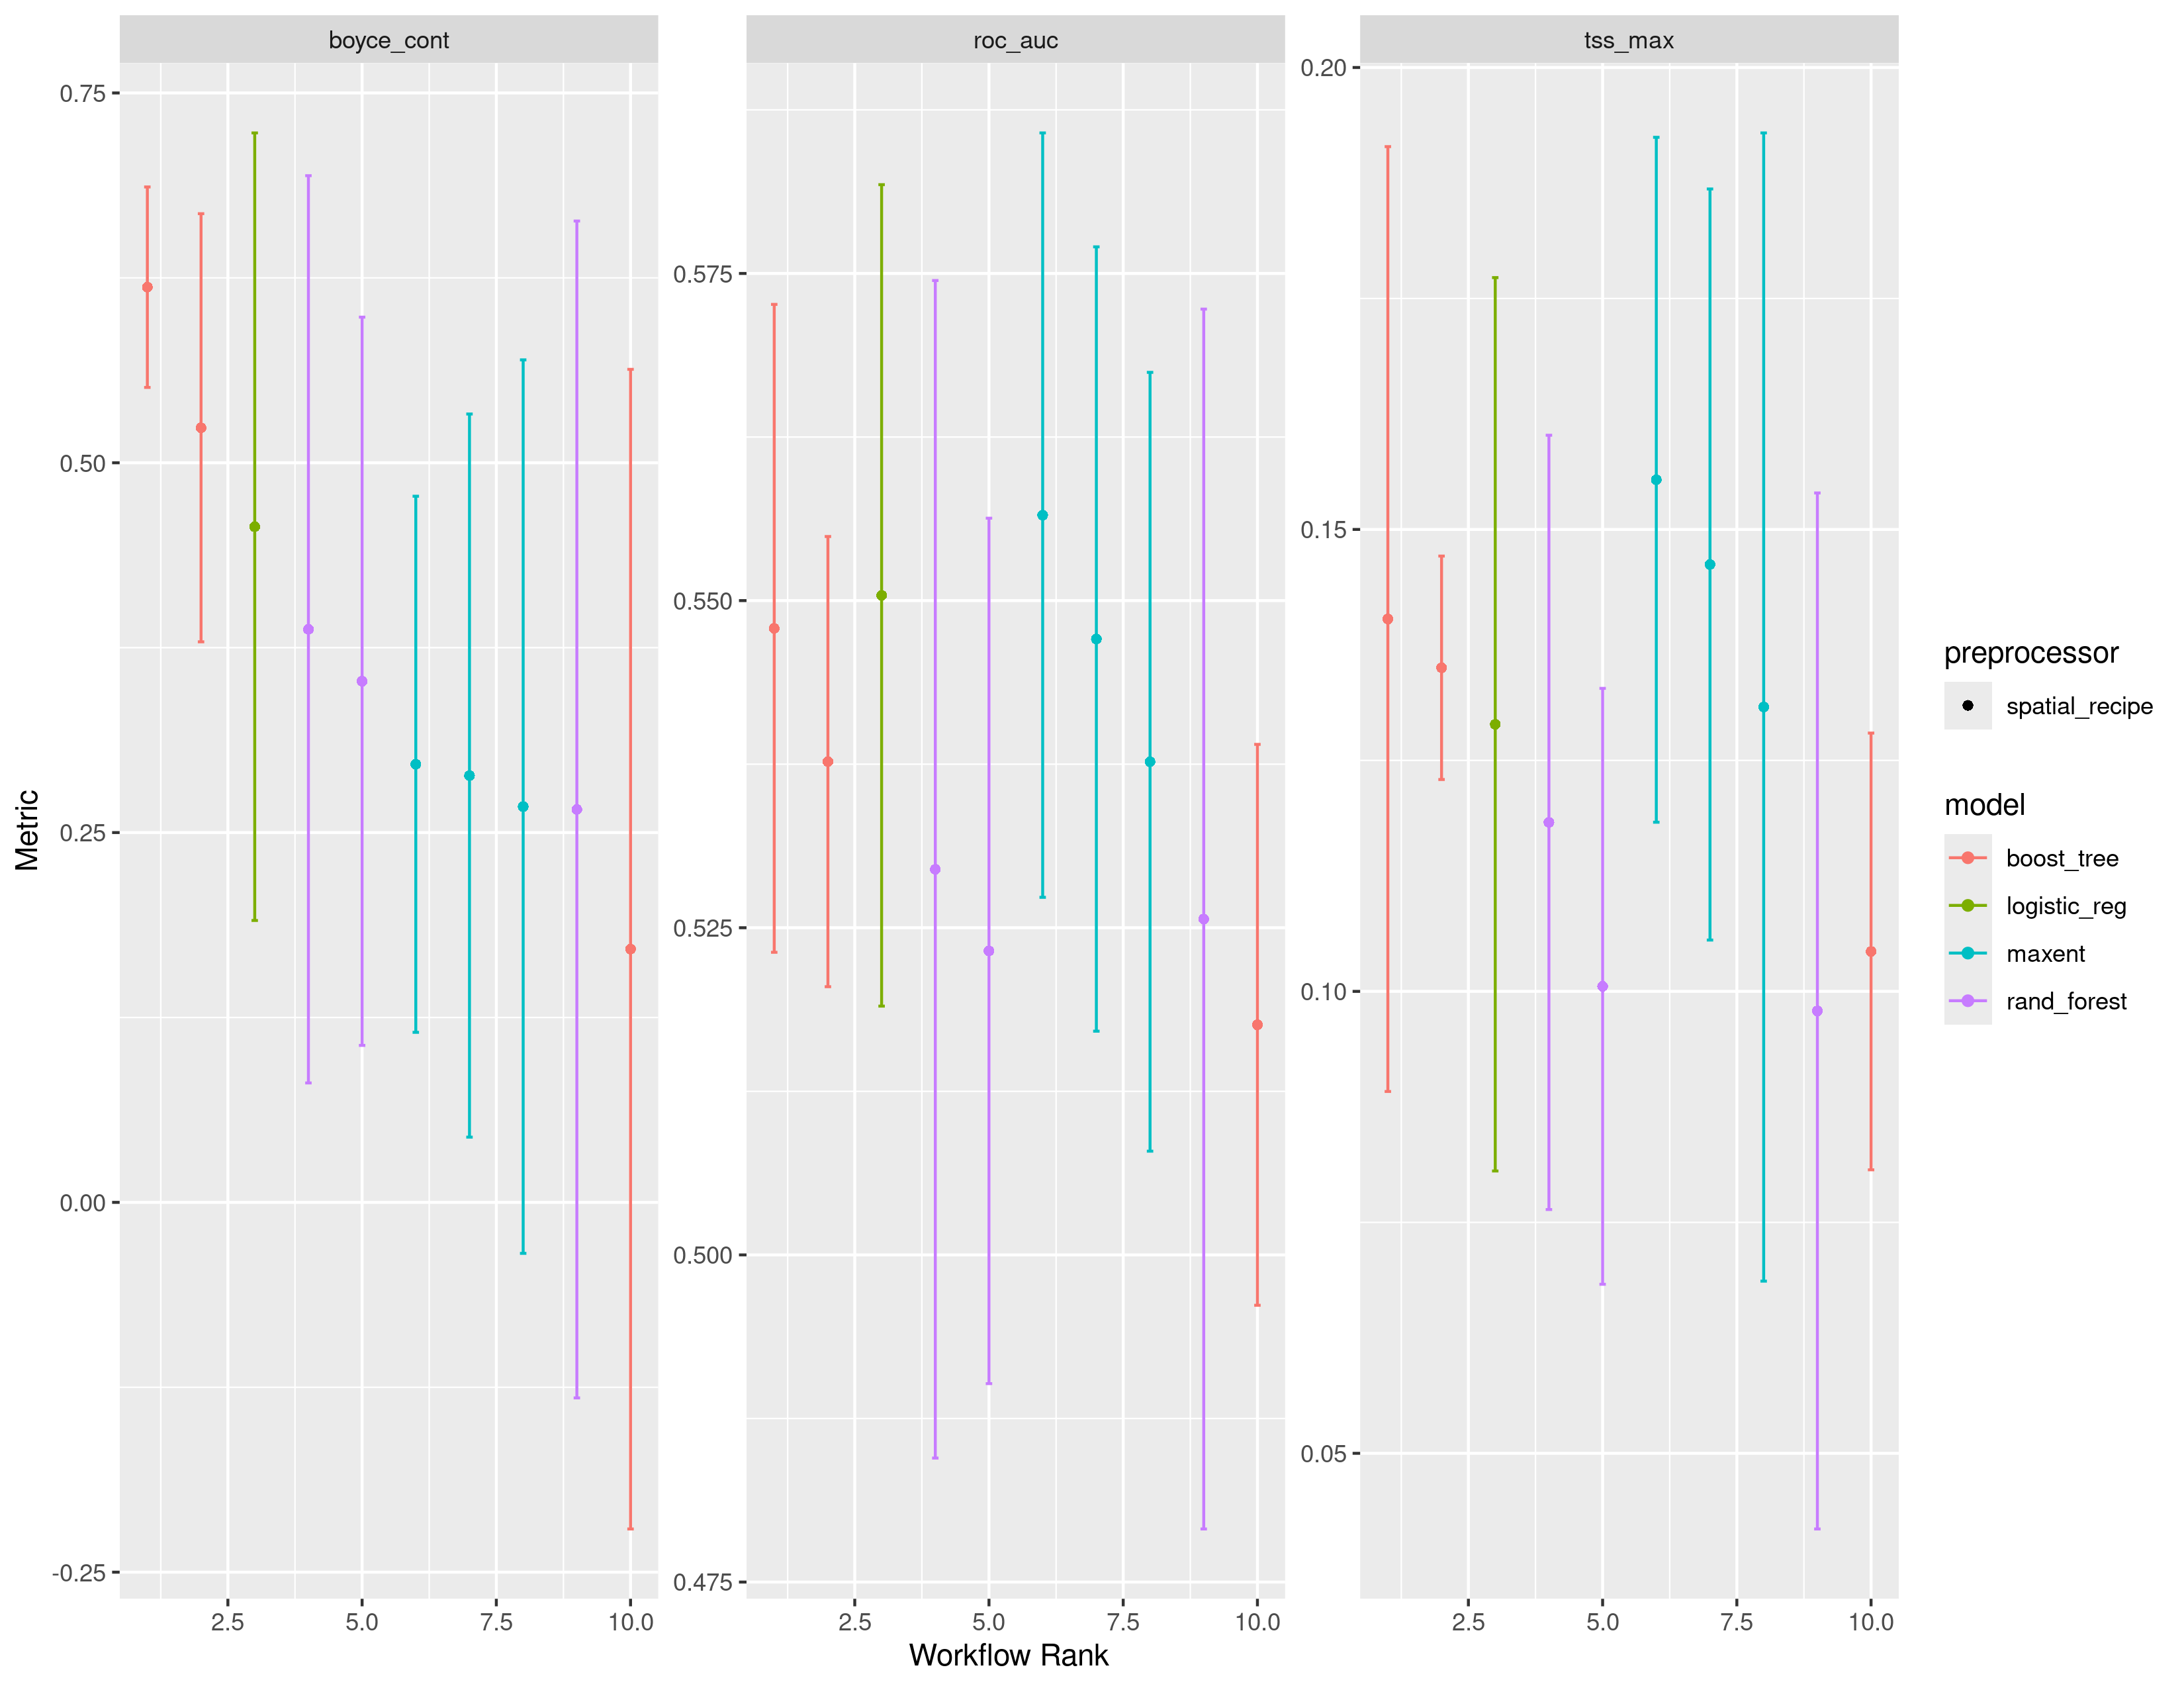 boyce_cont
roc_auc
tss_max
Metric
0.75
0.50
0.25
0.00
-0.25
0.575
0.550
0.525
0.500
0.475
0.20
0.15
0.10
0.05
2.5 5.0 7.5 10.0
2.5 5.0 7.5 10.0
2.5 5.0 7.5 10.0
Workflow Rank
preprocessor
spatial_recipe
model
boost_tree
logistic_reg
maxent
rand_forest